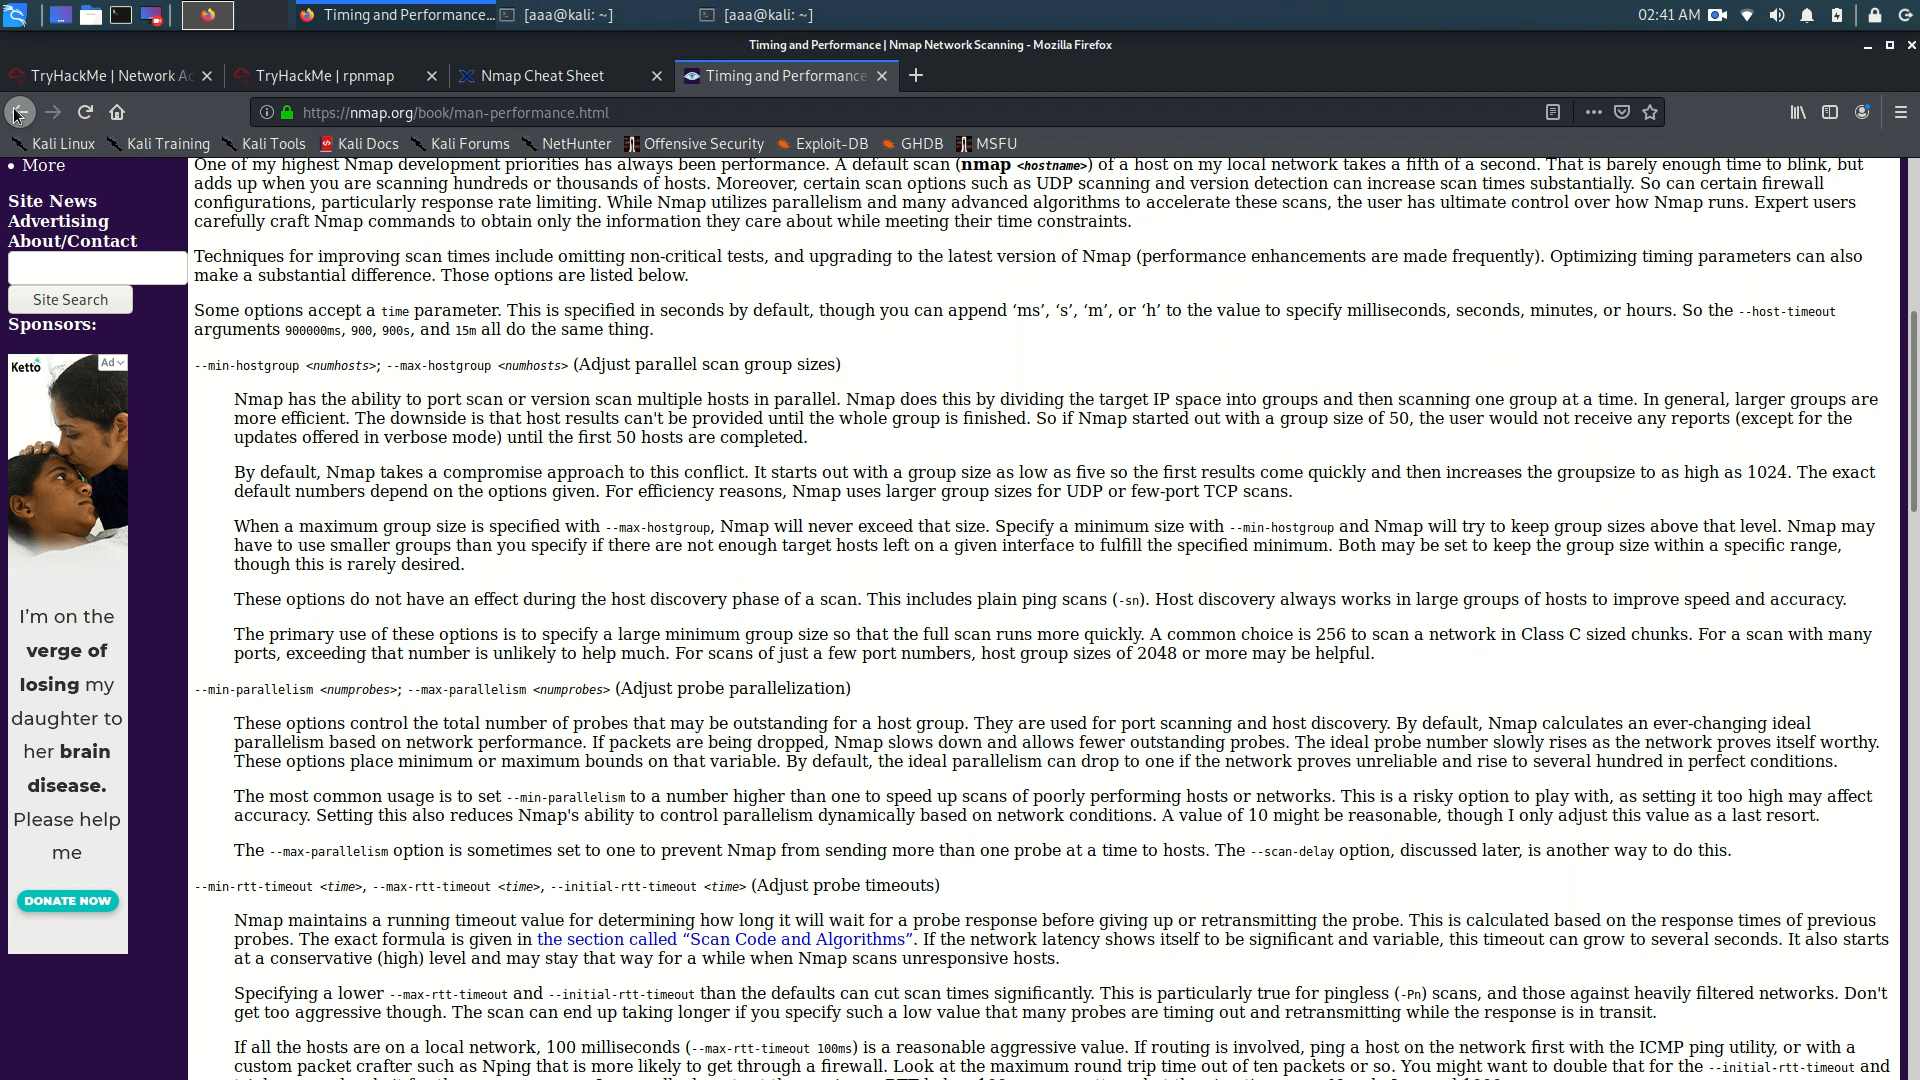 Timing and Performance...
[aaa@kali: ~]
[aaa@kali: ~]
02:41 AM
Timing and Performance | Nmap Network Scanning - Mozilla Firefox
TryHackMe | Network Ac
TryHackMe | rpnmap
Nmap Cheat Sheet
Timing and Performance
https://nmap.org/book/man-performance.html
Kali Linux
Kali Training
Kali Tools
Kali Docs
Kali Forums
NetHunter
Offensive Security
Exploit-DB
GHDB
MSFU
• More
Site News
Advertising
About/Contact
Site Search
Sponsors:
Ketto
Ad
I'm on the
verge of
losing my
daughter to
her brain
disease.
Please help
me
DONATE NOW
One of my highest Nmap development priorities has always been performance. A default scan (nmap <hostname>) of a host on my local network takes a fifth of a second. That is barely enough time to blink, but
adds up when you are scanning hundreds or thousands of hosts. Moreover, certain scan options such as UDP scanning and version detection can increase scan times substantially. So can certain firewall
configurations, particularly response rate limiting. While Nmap utilizes parallelism and many advanced algorithms to accelerate these scans, the user has ultimate control over how Nmap runs. Expert users
carefully craft Nmap commands to obtain only the information they care about while meeting their time constraints.
Techniques for improving scan times include omitting non-critical tests, and upgrading to the latest version of Nmap (performance enhancements are made frequently). Optimizing timing parameters can also
make a substantial difference. Those options are listed below.
Some options accept a time parameter. This is specified in seconds by default, though you can append ‘ms’, ‘s’, ‘m’, or ‘h’ to the value to specify milliseconds, seconds, minutes, or hours. So the --host-timeout
arguments 900000ms, 900, 900s, and 15m all do the same thing.
--min-hostgroup <numhosts>; --max-hostgroup <numhosts> (Adjust parallel scan group sizes)
Nmap has the ability to port scan or version scan multiple hosts in parallel. Nmap does this by dividing the target IP space into groups and then scanning one group at a time. In general, larger groups are
more efficient. The downside is that host results can't be provided until the whole group is finished. So if Nmap started out with a group size of 50, the user would not receive any reports (except for the
updates offered in verbose mode) until the first 50 hosts are completed.
By default, Nmap takes a compromise approach to this conflict. It starts out with a group size as low as five so the first results come quickly and then increases the groupsize to as high as 1024. The exact
default numbers depend on the options given. For efficiency reasons, Nmap uses larger group sizes for UDP or few-port TCP scans.
When a maximum group size is specified with --max-hostgroup, Nmap will never exceed that size. Specify a minimum size with --min-hostgroup and Nmap will try to keep group sizes above that level. Nmap may
have to use smaller groups than you specify if there are not enough target hosts left on a given interface to fulfill the specified minimum. Both may be set to keep the group size within a specific range,
though this is rarely desired.
These options do not have an effect during the host discovery phase of a scan. This includes plain ping scans (-sn). Host discovery always works in large groups of hosts to improve speed and accuracy.
The primary use of these options is to specify a large minimum group size so that the full scan runs more quickly. A common choice is 256 to scan a network in Class C sized chunks. For a scan with many
ports, exceeding that number is unlikely to help much. For scans of just a few port numbers, host group sizes of 2048 or more may be helpful.
--min-parallelism <numprobes>; --max-parallelism <numprobes> (Adjust probe parallelization)
These options control the total number of probes that may be outstanding for a host group. They are used for port scanning and host discovery. By default, Nmap calculates an ever-changing ideal
parallelism based on network performance. If packets are being dropped, Nmap slows down and allows fewer outstanding probes. The ideal probe number slowly rises as the network proves itself worthy.
These options place minimum or maximum bounds on that variable. By default, the ideal parallelism can drop to one if the network proves unreliable and rise to several hundred in perfect conditions.
The most common usage is to set --min-parallelism to a number higher than one to speed up scans of poorly performing hosts or networks. This is a risky option to play with, as setting it too high may affect
accuracy. Setting this also reduces Nmap's ability to control parallelism dynamically based on network conditions. A value of 10 might be reasonable, though I only adjust this value as a last resort.
The --max-parallelism option is sometimes set to one to prevent Nmap from sending more than one probe at a time to hosts. The --scan-delay option, discussed later, is another way to do this.
--min-rtt-timeout <time>, --max-rtt-timeout <time>, --initial-rtt-timeout <time> (Adjust probe timeouts)
Nmap maintains a running timeout value for determining how long it will wait for a probe response before giving up or retransmitting the probe. This is calculated based on the response times of previous
probes. The exact formula is given in the section called “Scan Code and Algorithms”. If the network latency shows itself to be significant and variable, this timeout can grow to several seconds. It also starts
at a conservative (high) level and may stay that way for a while when Nmap scans unresponsive hosts.
Specifying a lower --max-rtt-timeout and --initial-rtt-timeout than the defaults can cut scan times significantly. This is particularly true for pingless (-Pn) scans, and those against heavily filtered networks. Don't
get too aggressive though. The scan can end up taking longer if you specify such a low value that many probes are timing out and retransmitting while the response is in transit.
If all the hosts are on a local network, 100 milliseconds (--max-rtt-timeout 100ms) is a reasonable aggressive value. If routing is involved, ping a host on the network first with the ICMP ping utility, or with a
custom packet crafter such as Nping that is more likely to get through a firewall. Look at the maximum round trip time out of ten packets or so. You might want to double that for the --initial-rtt-timeout and